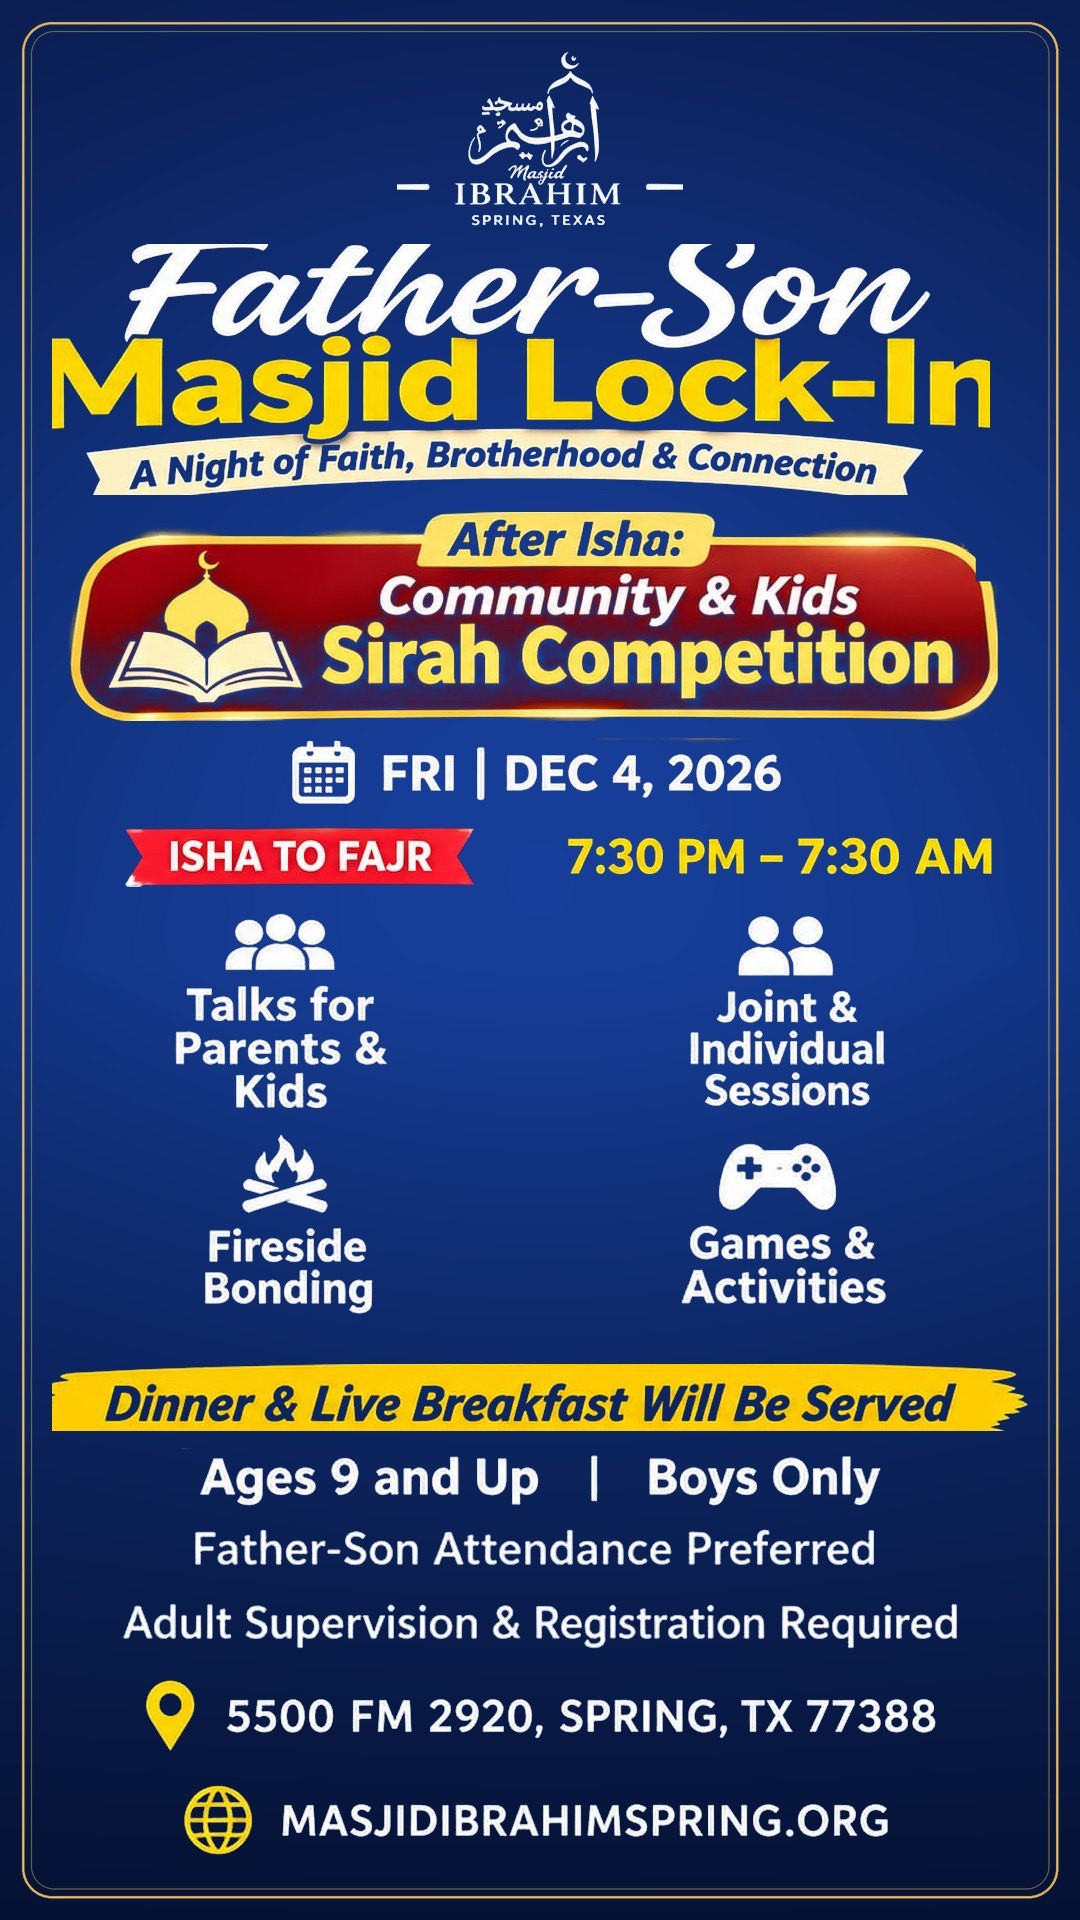 مسجد
ابراهيم
Masjid
IBRAHIM
SPRING, TEXAS
Father-Son
Masjid Lock-In
A Night of Faith, Brotherhood & Connection
After Isha:
Community & Kids
Sirah Competition
FRI | DEC 4, 2026
ISHA TO FAJR
7:30 PM – 7:30 AM
Talks for
Parents &
Kids
Joint &
Individual
Sessions
Fireside
Bonding
Games &
Activities
Dinner & Live Breakfast Will Be Served
Ages 9 and Up | Boys Only
Father-Son Attendance Preferred
Adult Supervision & Registration Required
5500 FM 2920, SPRING, TX 77388
MASJIDIBRAHIMSPRING.ORG